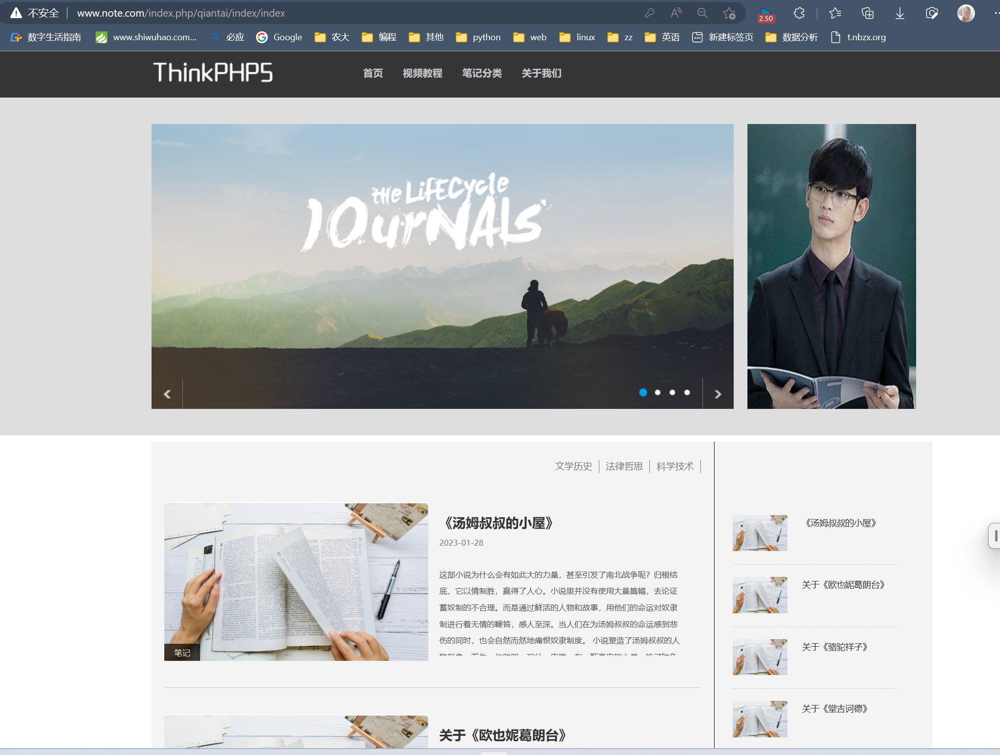 不安全 www.note.com/index.php/qiantai/index/index
2.50
数字生活指南 www.shiwuhao.com... 必应 Google 农大 编程 其他 python web linux zz 英语 新建标签页 数据分析 t.nbzx.org
ThinkPHP5 首页 视频教程 笔记分类 关于我们
tHe LiFECycle
JOurNAls
文学历史 法律哲思 科学技术
《汤姆叔叔的小屋》
2023-01-28
这部小说为什么会有如此大的力量，甚至引发了南北战争呢？归根结
底，它以情制胜，赢得了人心。小说里并没有使用大量篇幅，去论证
蓄奴制的不合理。而是通过鲜活的人物和故事，用他们的命运对奴隶
制进行着无情的鞭笞，感人至深。当人们在为汤姆叔叔的命运感到悲
伤的同时，也会自然而然地痛恨奴隶制度。 小说塑造了汤姆叔叔的人
笔记
关于《欧也妮葛朗台》
《汤姆叔叔的小屋》
关于《欧也妮葛朗台》
关于《骆驼祥子》
关于《堂吉诃德》